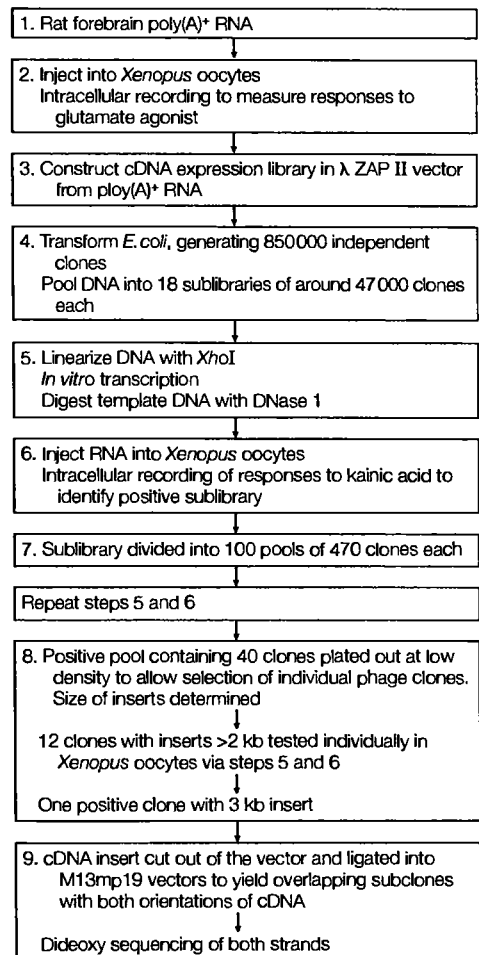 1. Rat forebrain poly(A)+ RNA
2. Inject into Xenopus oocytes
Intracellular recording to measure responses to
glutamate agonist
3. Construct cDNA expression library in λ ZAP II vector
from ploy(A)+ RNA
4. Transform E. coli, generating 850000 independent
clones
Pool DNA into 18 sublibraries of around 47000 clones
each
5. Linearize DNA with XhoI
In vitro transcription
Digest template DNA with DNase 1
6. Inject RNA into Xenopus oocytes
Intracellular recording of responses to kainic acid to
identify positive sublibrary
7. Sublibrary divided into 100 pools of 470 clones each
Repeat steps 5 and 6
8. Positive pool containing 40 clones plated out at low
density to allow selection of individual phage clones.
Size of inserts determined
12 clones with inserts >2 kb tested individually in
Xenopus oocytes via steps 5 and 6
One positive clone with 3 kb insert
9. cDNA insert cut out of the vector and ligated into
M13mp19 vectors to yield overlapping subclones
with both orientations of cDNA
Dideoxy sequencing of both strands